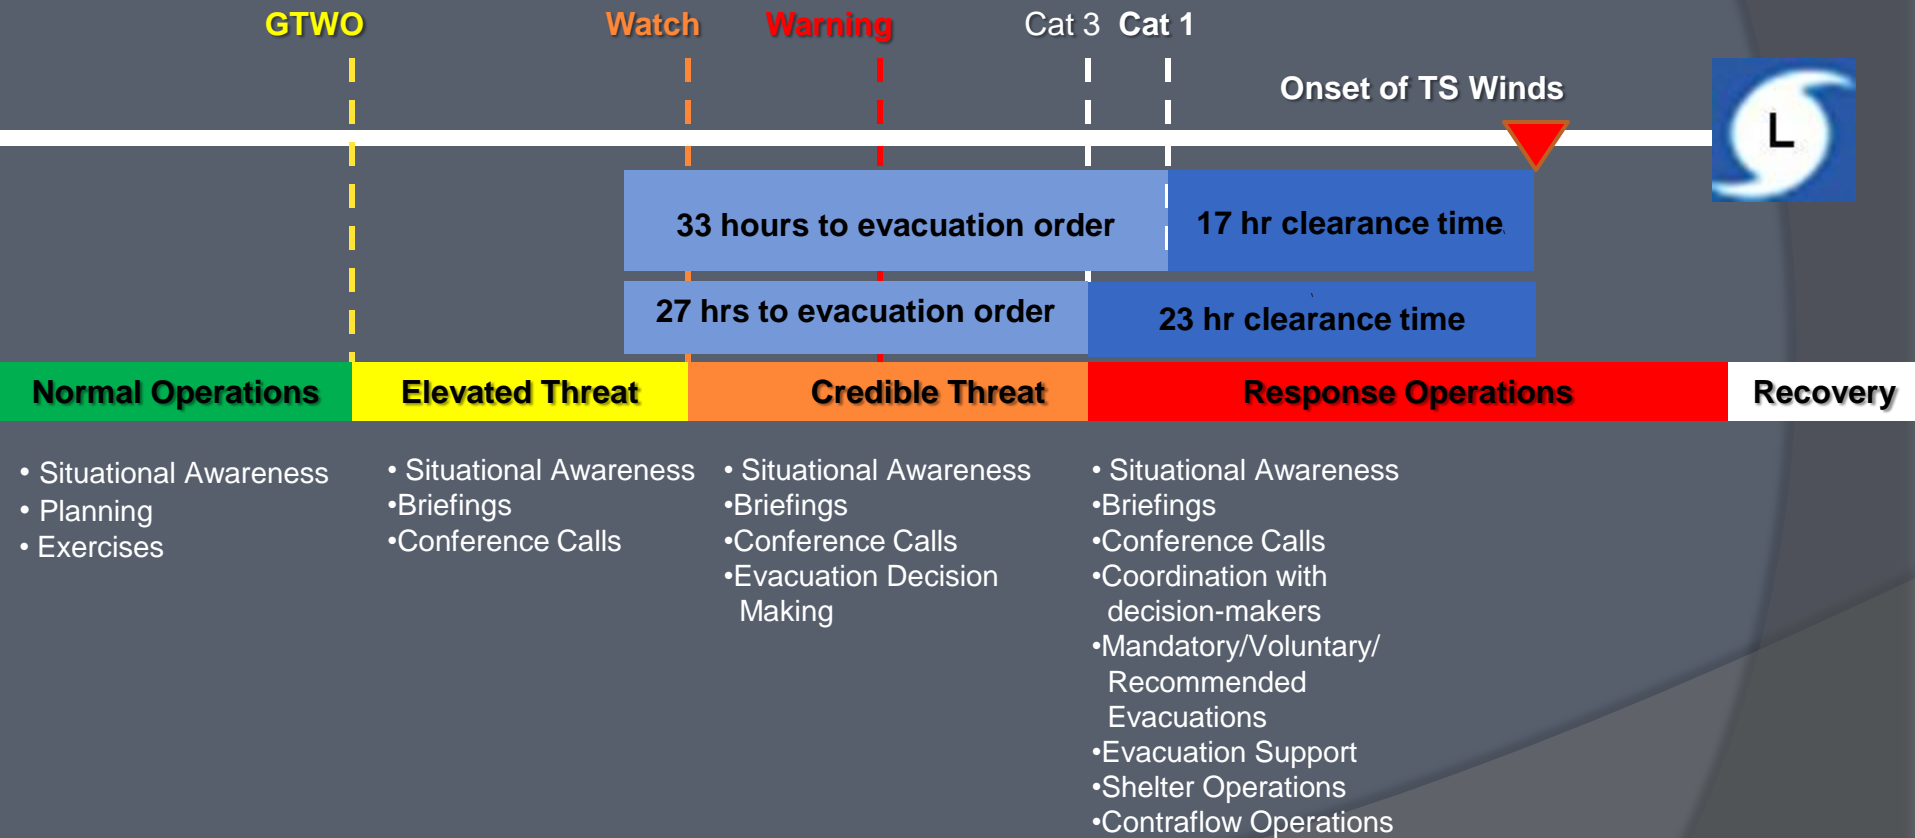 GTWO
Watch
Warning
Cat 3
Cat 1
Onset of TS Winds
L
33 hours to evacuation order
17 hr clearance time
27 hrs to evacuation order
23 hr clearance time
Normal Operations
Elevated Threat
Credible Threat
Response Operations
Recovery
• Situational Awareness
• Planning
• Exercises
• Situational Awareness
•Briefings
•Conference Calls
• Situational Awareness
•Briefings
•Conference Calls
•Evacuation Decision
Making
• Situational Awareness
•Briefings
•Conference Calls
•Coordination with
decision-makers
•Mandatory/Voluntary/
Recommended
Evacuations
•Evacuation Support
•Shelter Operations
•Contraflow Operations